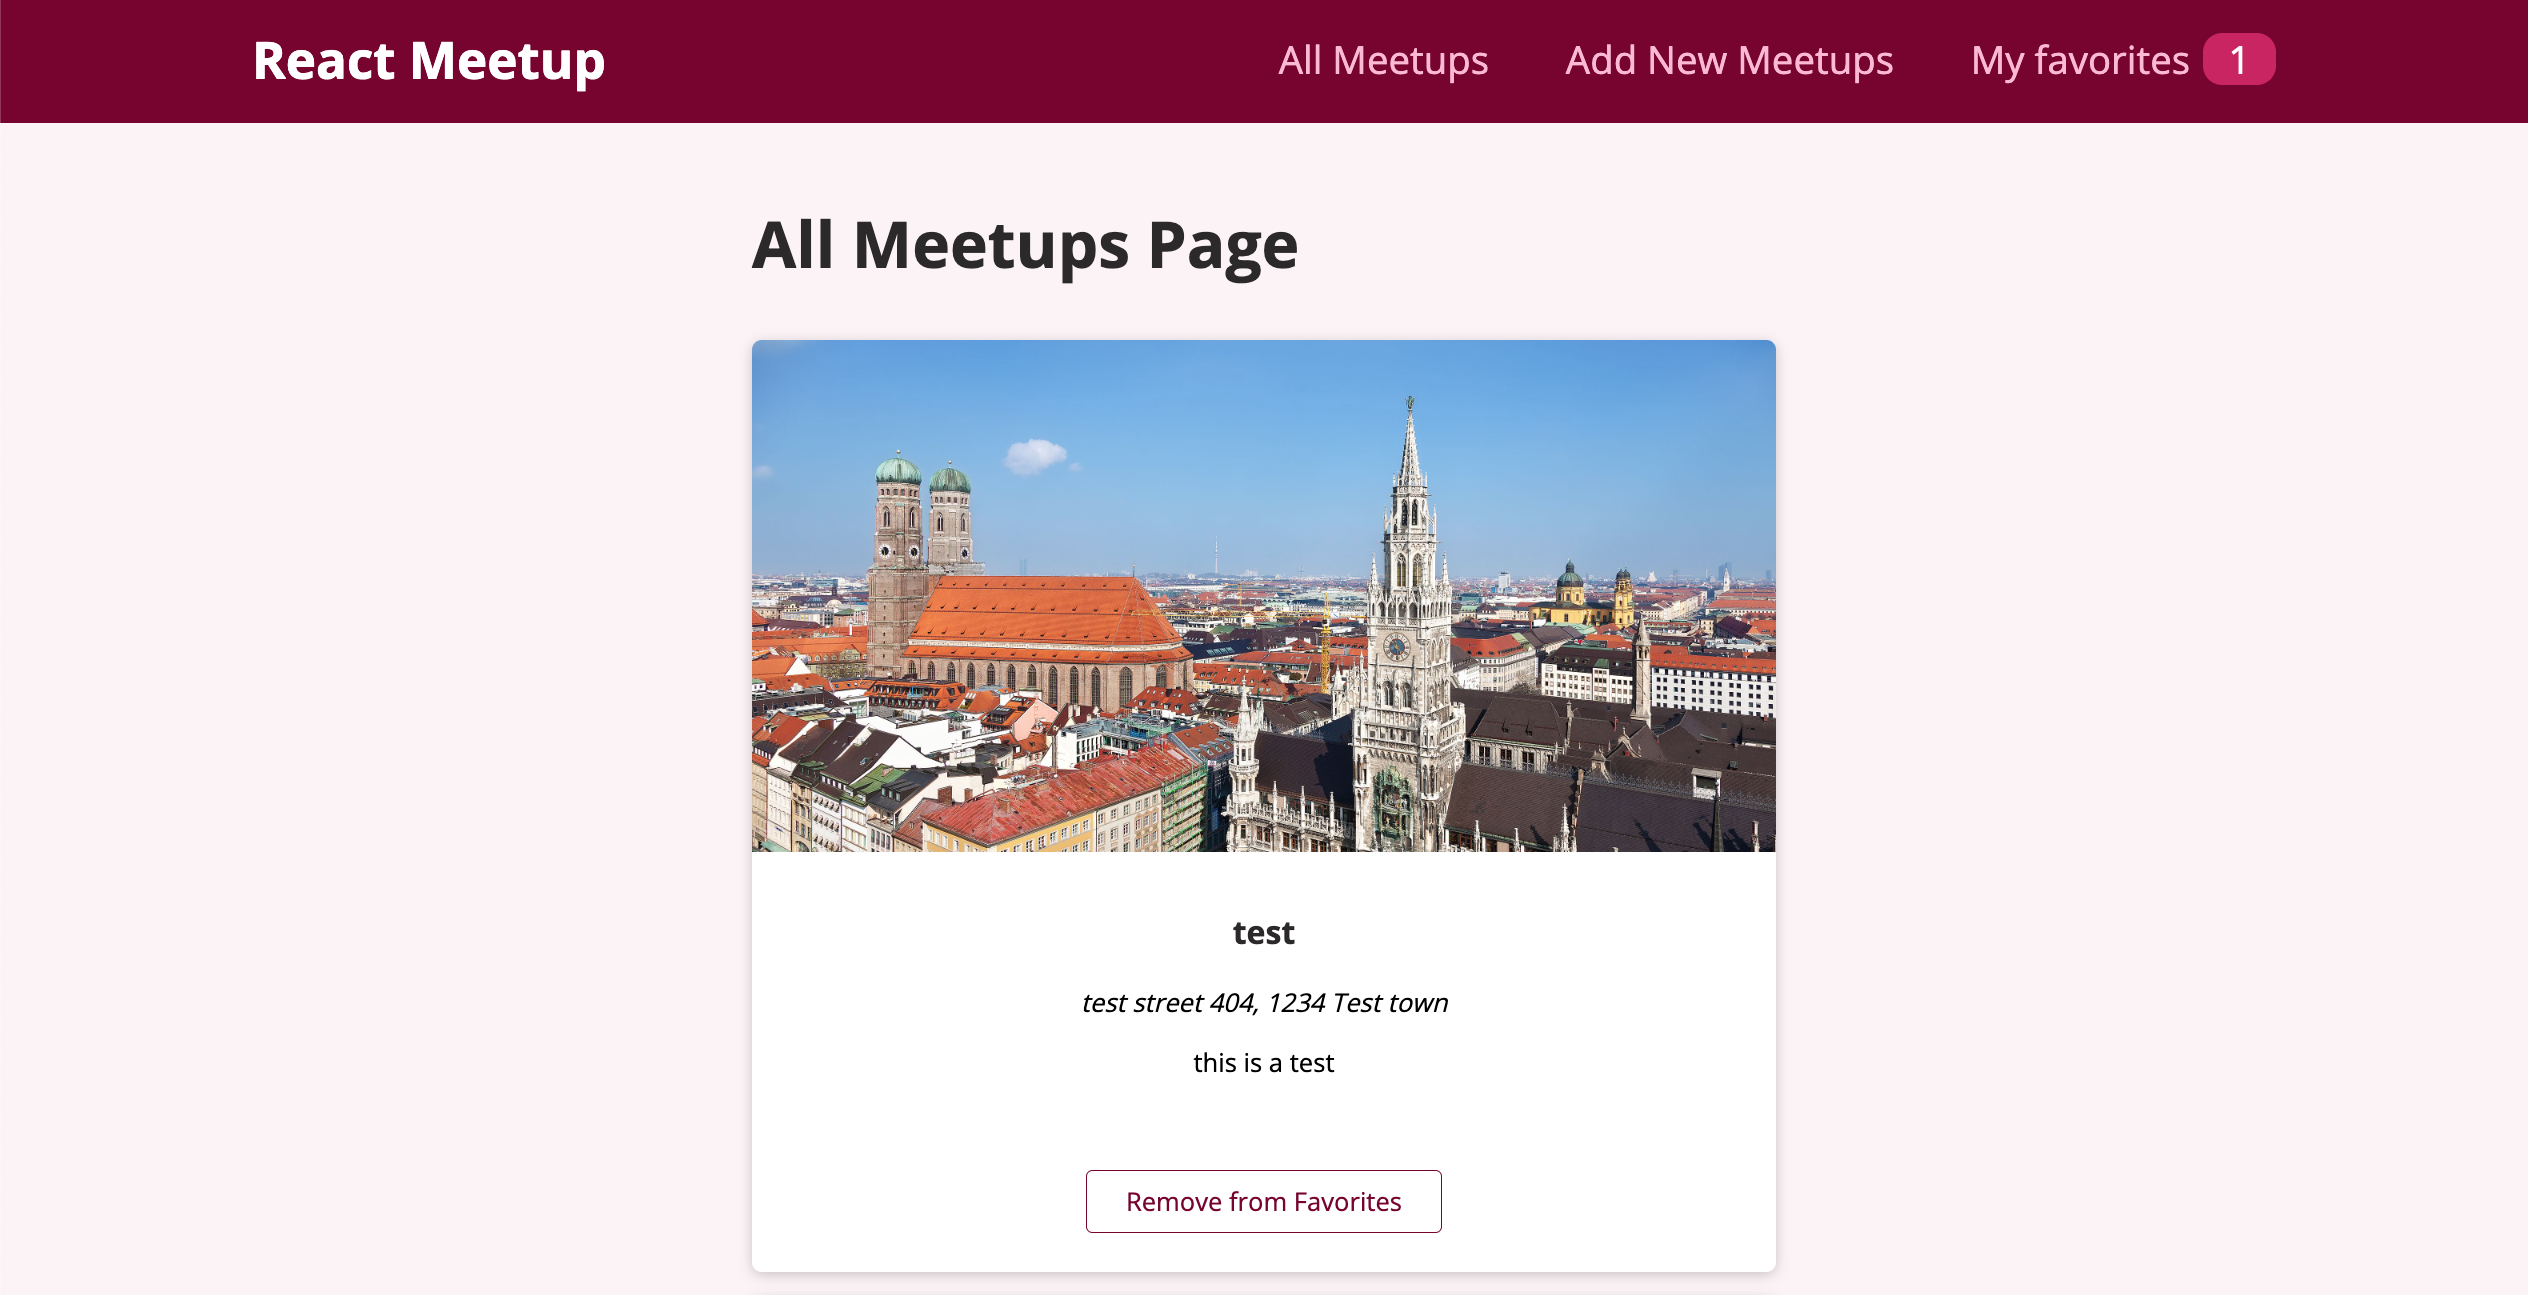 React Meetup
All Meetups
Add New Meetups
My favorites 1
All Meetups Page
test
test street 404, 1234 Test town
this is a test
Remove from Favorites